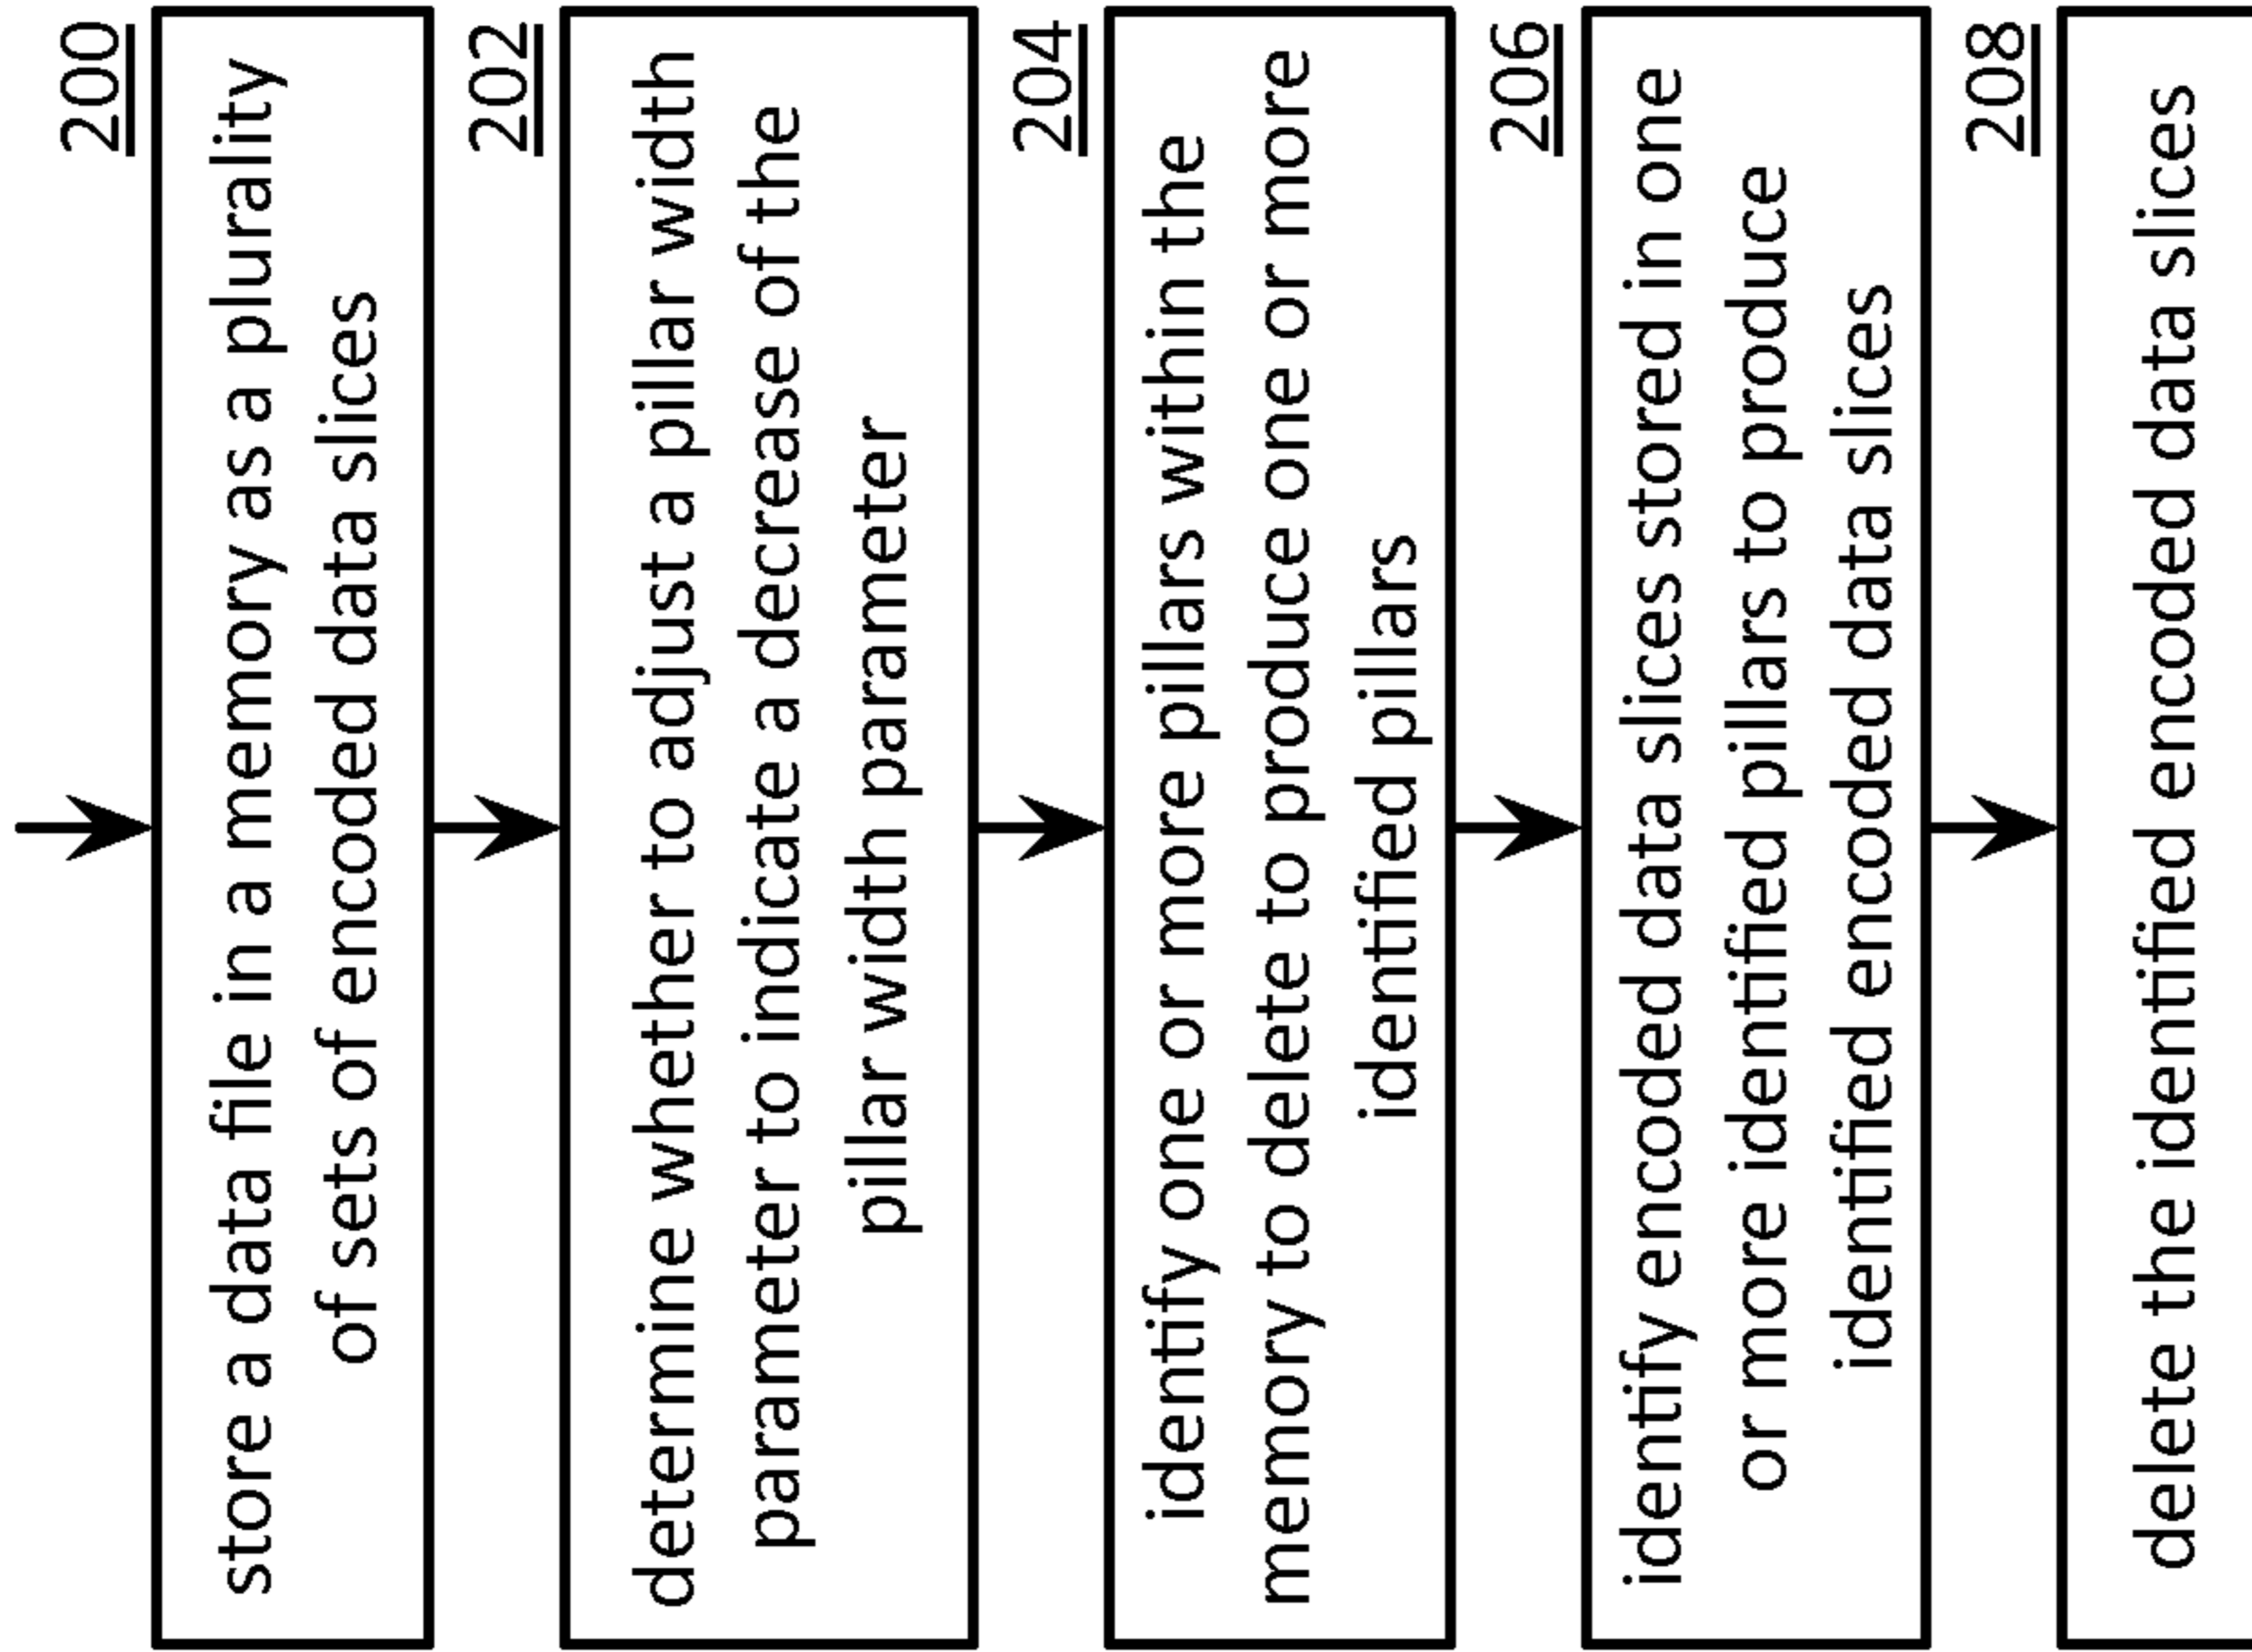 200
store a data file in a memory as a plurality
of sets of encoded data slices
202
determine whether to adjust a pillar width
parameter to indicate a decrease of the
pillar width parameter
204
identify one or more pillars within the
memory to delete to produce one or more
identified pillars
206
identify encoded data slices stored in one
or more identified pillars to produce
identified encoded data slices
208
delete the identified encoded data slices